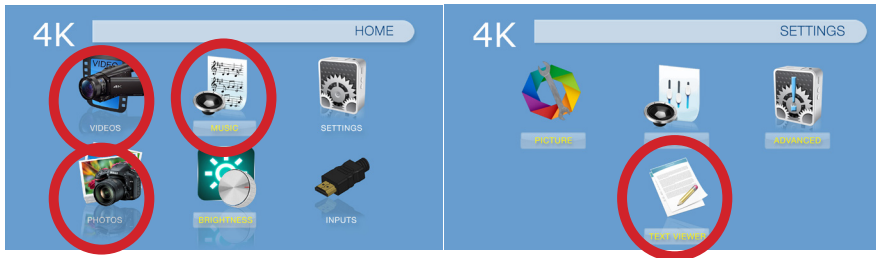 4K HOME
VIDEOS MUSIC SETTINGS
PHOTOS BRIGHTNESS INPUTS
4K SETTINGS
PICTURE ADVANCED
TEXT VIEWER